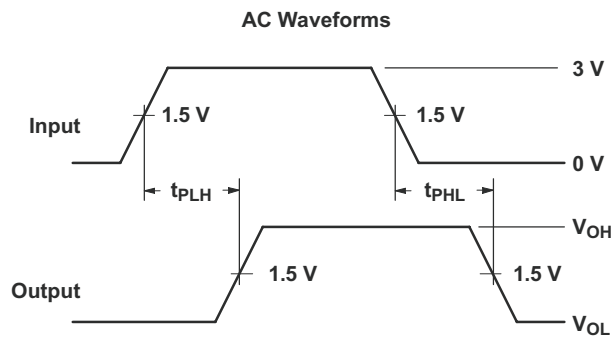 AC Waveforms
3 V
1.5 V
1.5 V
Input
0 V
tPLH
tPHL
VOH
1.5 V
1.5 V
Output
VOL